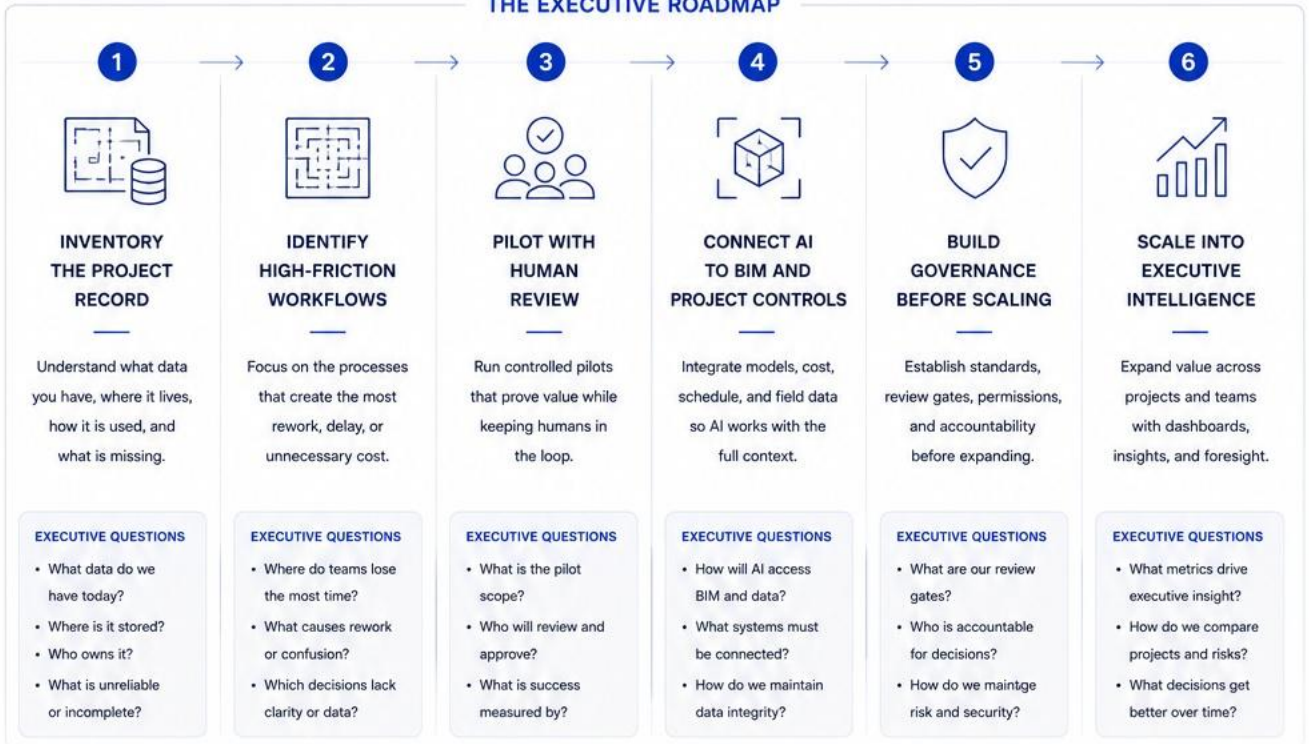 THE EXECUTIVE ROADMAP
1
2
3
4
5
6
INVENTORY
THE PROJECT
RECORD
Understand what data
you have, where it lives,
how it is used, and
what is missing.
EXECUTIVE QUESTIONS
• What data do we
have today?
• Where is it stored?
• Who owns it?
• What is unreliable
or incomplete?
IDENTIFY
HIGH-FRICTION
WORKFLOWS
Focus on the processes
that create the most
rework, delay, or
unnecessary cost.
EXECUTIVE QUESTIONS
• Where do teams lose
the most time?
• What causes rework
or confusion?
• Which decisions lack
clarity or data?
PILOT WITH
HUMAN
REVIEW
Run controlled pilots
that prove value while
keeping humans in
the loop.
EXECUTIVE QUESTIONS
• What is the pilot
scope?
• Who will review and
approve?
• What is success
measured by?
CONNECT AI
TO BIM AND
PROJECT CONTROLS
Integrate models, cost,
schedule, and field data
so AI works with the
full context.
EXECUTIVE QUESTIONS
• How will AI access
BIM and data?
• What systems must
be connected?
• How do we maintain
data integrity?
BUILD
GOVERNANCE
BEFORE SCALING
Establish standards,
review gates, permissions,
and accountability
before expanding.
EXECUTIVE QUESTIONS
• What are our review
gates?
• Who is accountable
for decisions?
• How do we maintge
risk and security?
SCALE INTO
EXECUTIVE
INTELLIGENCE
Expand value across
projects and teams
with dashboards,
insights, and foresight.
EXECUTIVE QUESTIONS
• What metrics drive
executive insight?
• How do we compare
projects and risks?
• What decisions get
better over time?